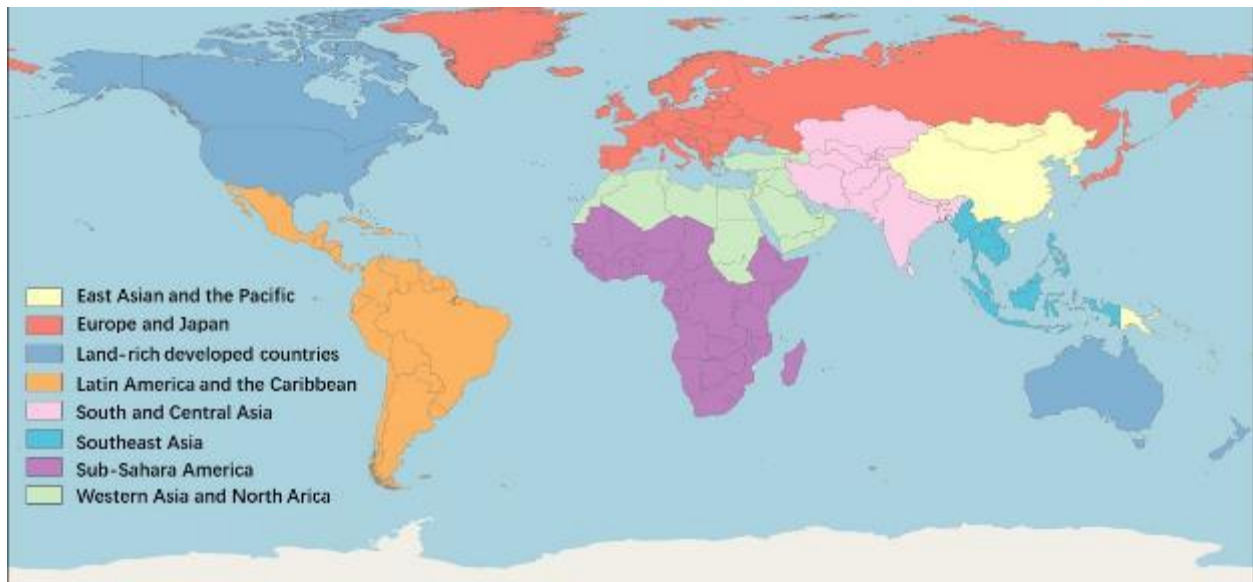 East Asian and the Pacific
Europe and Japan
Land-rich developed countries
Latin America and the Caribbean
South and Central Asia
Southeast Asia
Sub-Sahara America
Western Asia and North Arica